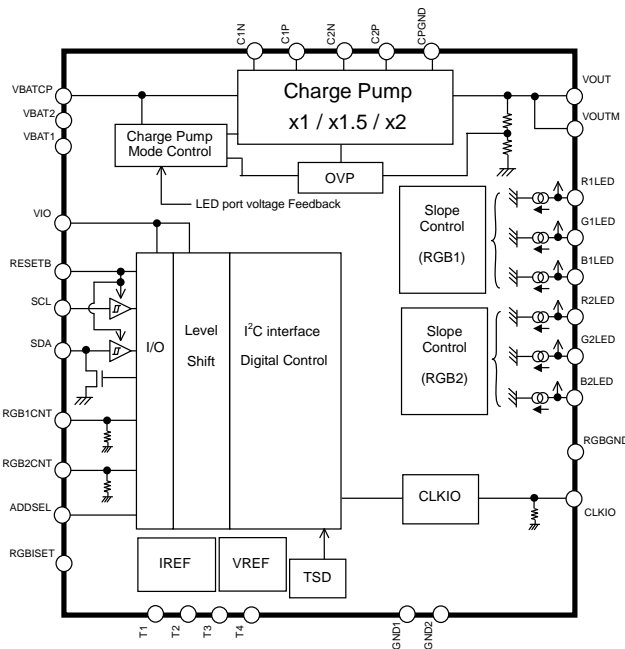 C1N
C1P
C2N
C2P
CPGND
VBATCP
VBAT2
VBAT1
Charge Pump
x1 / x1.5 / x2
Charge Pump
Mode Control
OVP
LED port voltage Feedback
VOUT
VOUTM
VIO
RESETB
SCL
SDA
RGB1CNT
RGB2CNT
ADDSEL
RGBISET
I/O
Level
Shift
I²C interface
Digital Control
Slope
Control
(RGB1)
Slope
Control
(RGB2)
R1LED
G1LED
B1LED
R2LED
G2LED
B2LED
RGBGND
CLKIO
CLKIO
IREF
VREF
TSD
T1
T2
T3
T4
GND1
GND2